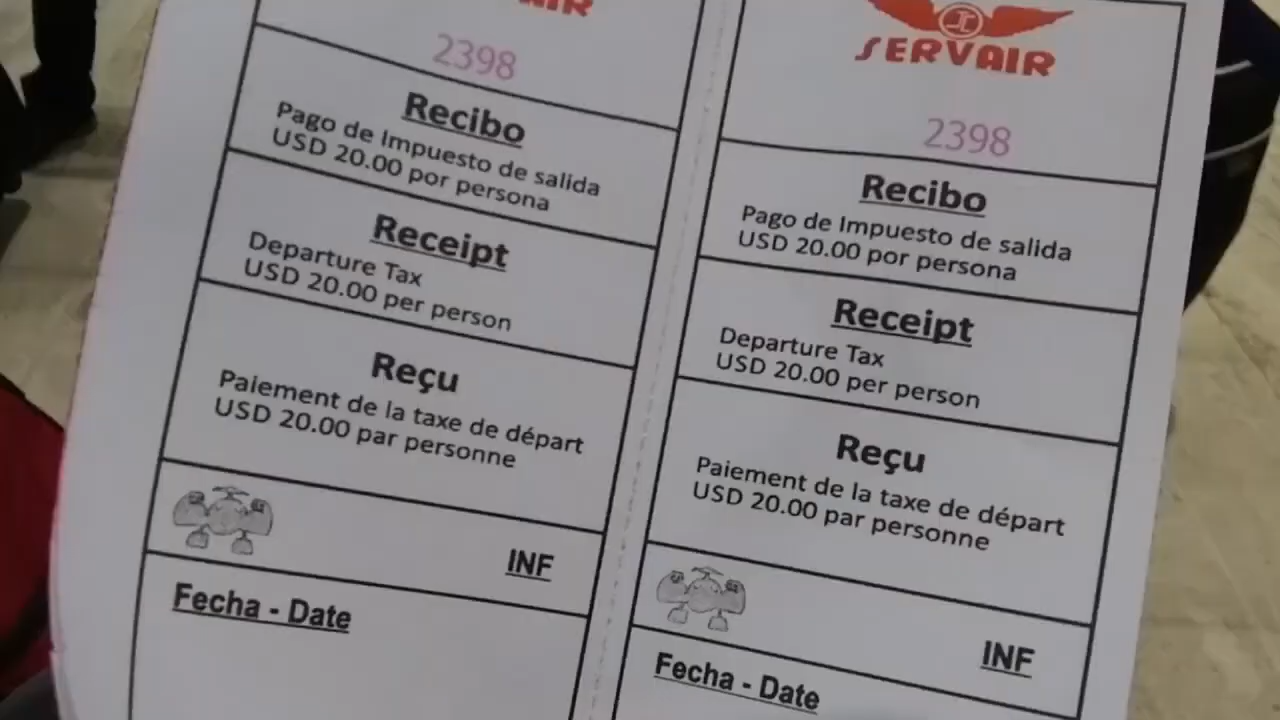 2398
Recibo
Pago de Impuesto de salida
USD 20.00 por persona
Receipt
Departure Tax
USD 20.00 per person
Reçu
Paiement de la taxe de départ
USD 20.00 par personne
INF
Fecha - Date
SERVAIR
2398
Recibo
Pago de Impuesto de salida
USD 20.00 por persona
Receipt
Departure Tax
USD 20.00 per person
Reçu
Paiement de la taxe de départ
USD 20.00 par personne
INF
Fecha - Date